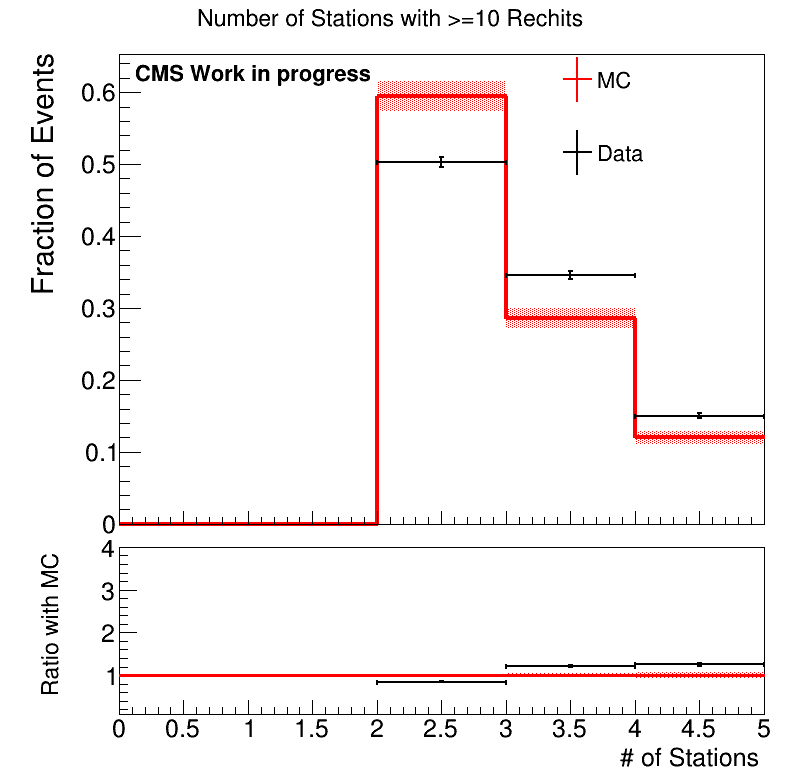 Number of Stations with >=10 Rechits
CMS Work in progress
MC
Data
Fraction of Events
0.6
0.5
0.4
0.3
0.2
0.1
0
Ratio with MC
4
3
2
1
0 0.5 1 1.5 2 2.5 3 3.5 4 4.5 5
# of Stations